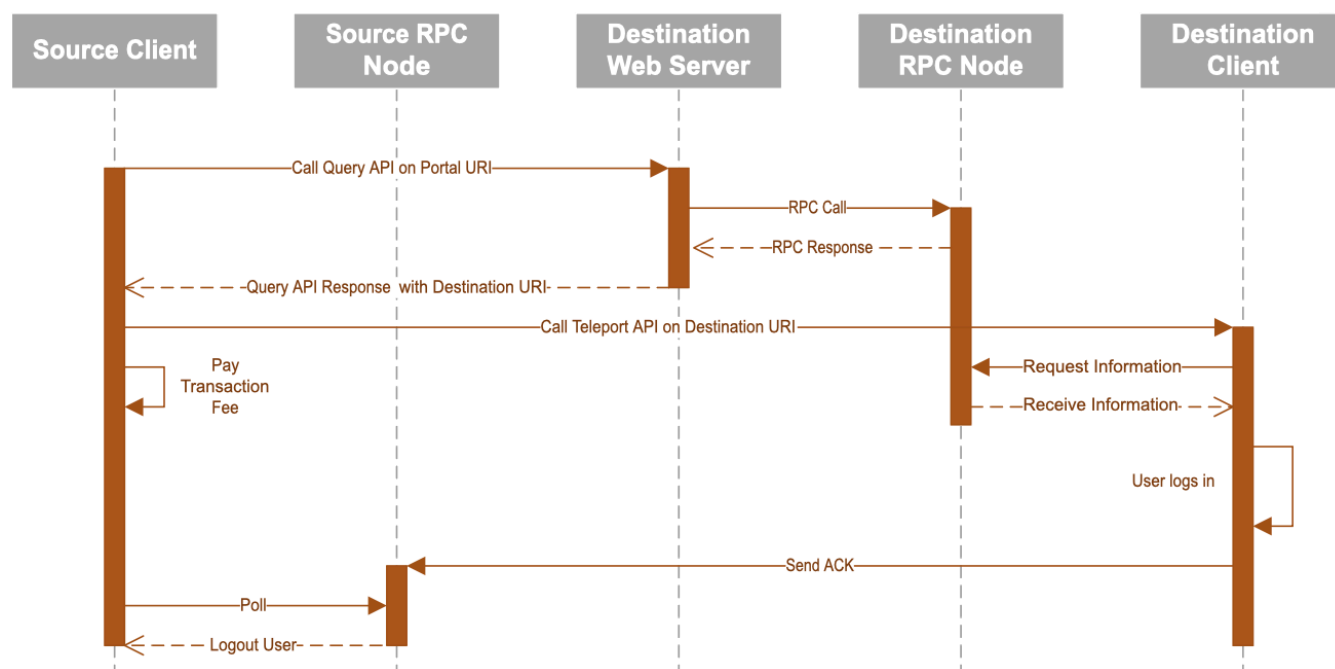 Source Client
Source RPC
Node
Destination
Web Server
Destination
RPC Node
Destination
Client
Call Query API on Portal URI
RPC Call
RPC Response
Query API Response with Destination URI
Call Teleport API on Destination URI
Pay
Transaction
Fee
Request Information
Receive Information
User logs in
Send ACK
Poll
Logout User